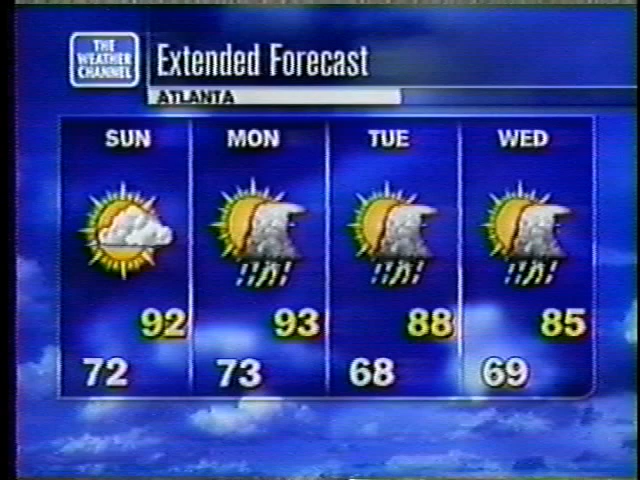 THE
WEATHER
CHANNEL
Extended Forecast
ATLANTA
SUN MON TUE WED
92 93 88 85
72 73 68 69